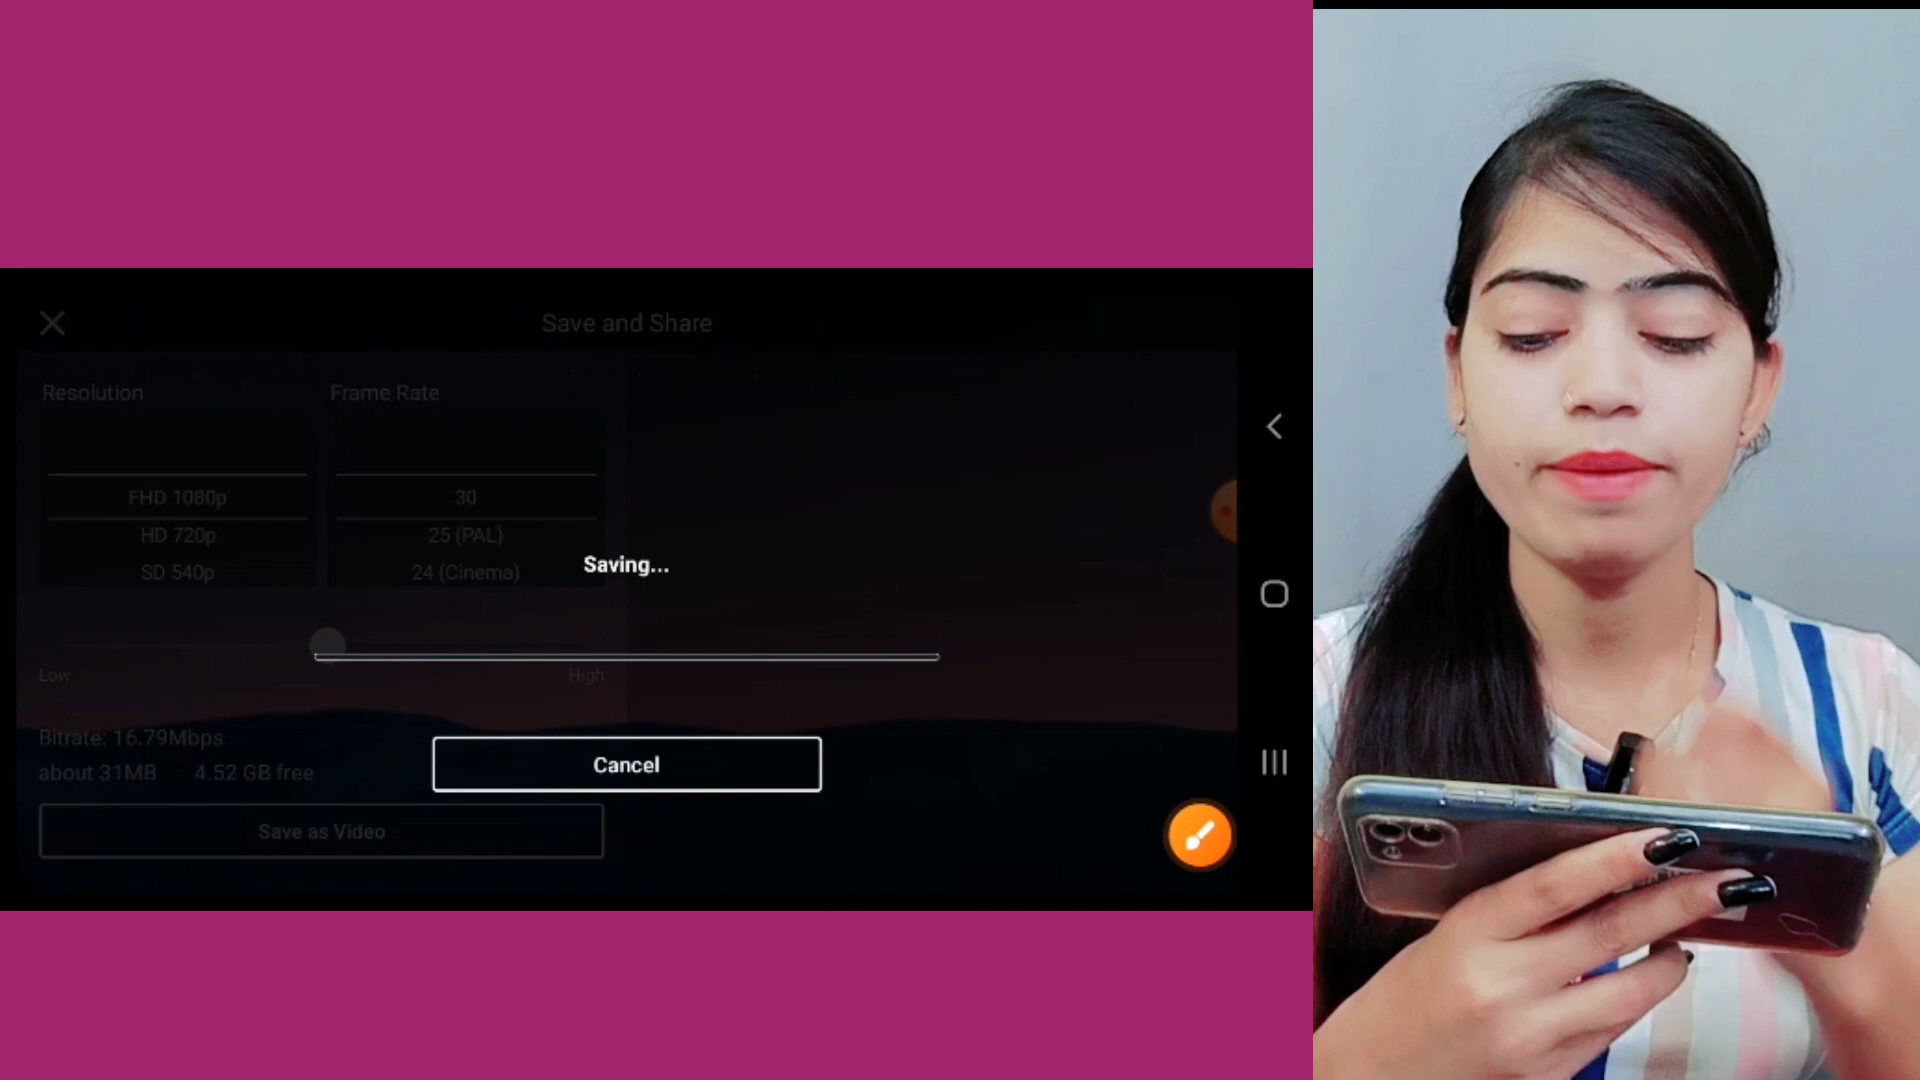 Save and Share
Resolution
Frame Rate
FHD 1080p
30
HD 720p
25 (PAL)
SD 540p
24 (Cinema)
Saving...
Low
High
Bitrate: 16.79Mbps
about 31MB 4.52 GB free
Cancel
Save as Video